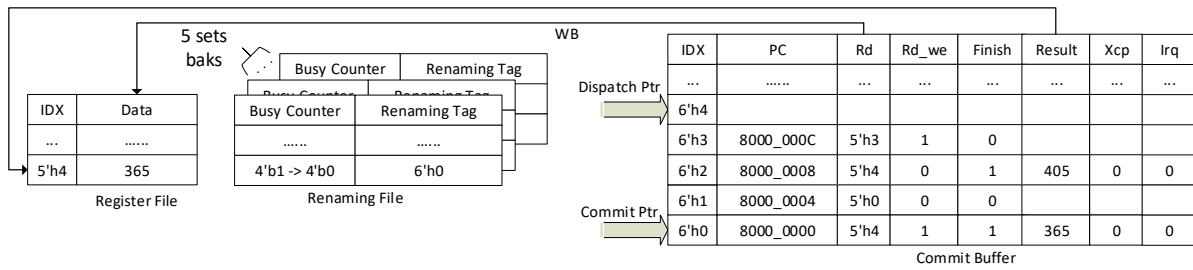 5 sets
baks
WB
Busy Counter Renaming Tag
Busy Counter Renaming Tag
Busy Counter Renaming Tag
...... ......
4'b1 -> 4'b0 6'h0
Renaming File
IDX Data
... ......
5'h4 365
Register File
Dispatch Ptr
Commit Ptr
IDX PC Rd Rd_we Finish Result Xcp Irq
... ...... ... ... ... ... ... ...
6'h4
6'h3 8000_000C 5'h3 1 0
6'h2 8000_0008 5'h4 0 1 405 0 0
6'h1 8000_0004 5'h0 0 0
6'h0 8000_0000 5'h4 1 1 365 0 0
Commit Buffer